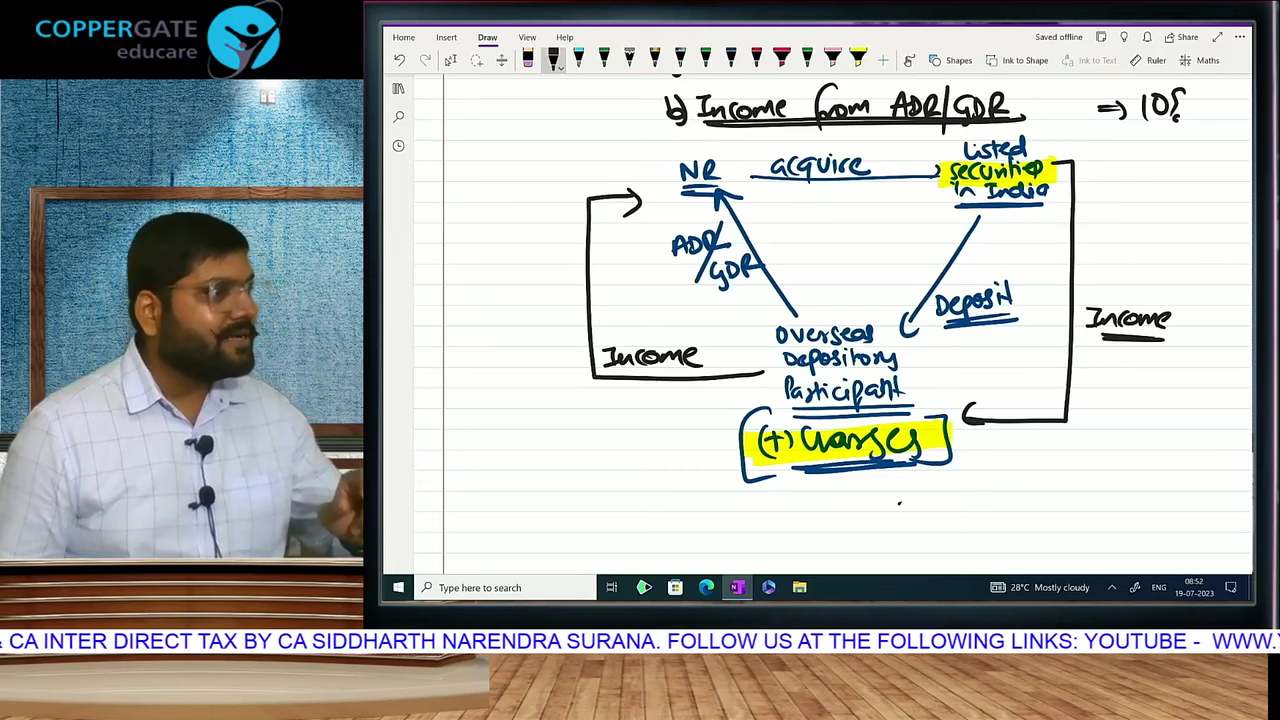 COPPERGATE
educare
Home Insert Draw View Help
Saved offline
Share
Shapes
Ink to Shape
Ink to Text
Ruler
Maths
b) Income from ADR/GDR => 10%
NR acquire Listed
securities
in India
ADR/
GDR
Deposit
Income
Overseas
Depository
Participant
Income
(+) Charges
Type here to search
28°C Mostly cloudy
ENG
08:52
19-07-2023
& CA INTER DIRECT TAX BY CA SIDDHARTH NARENDRA SURANA. FOLLOW US AT THE FOLLOWING LINKS: YOUTUBE - WWW.